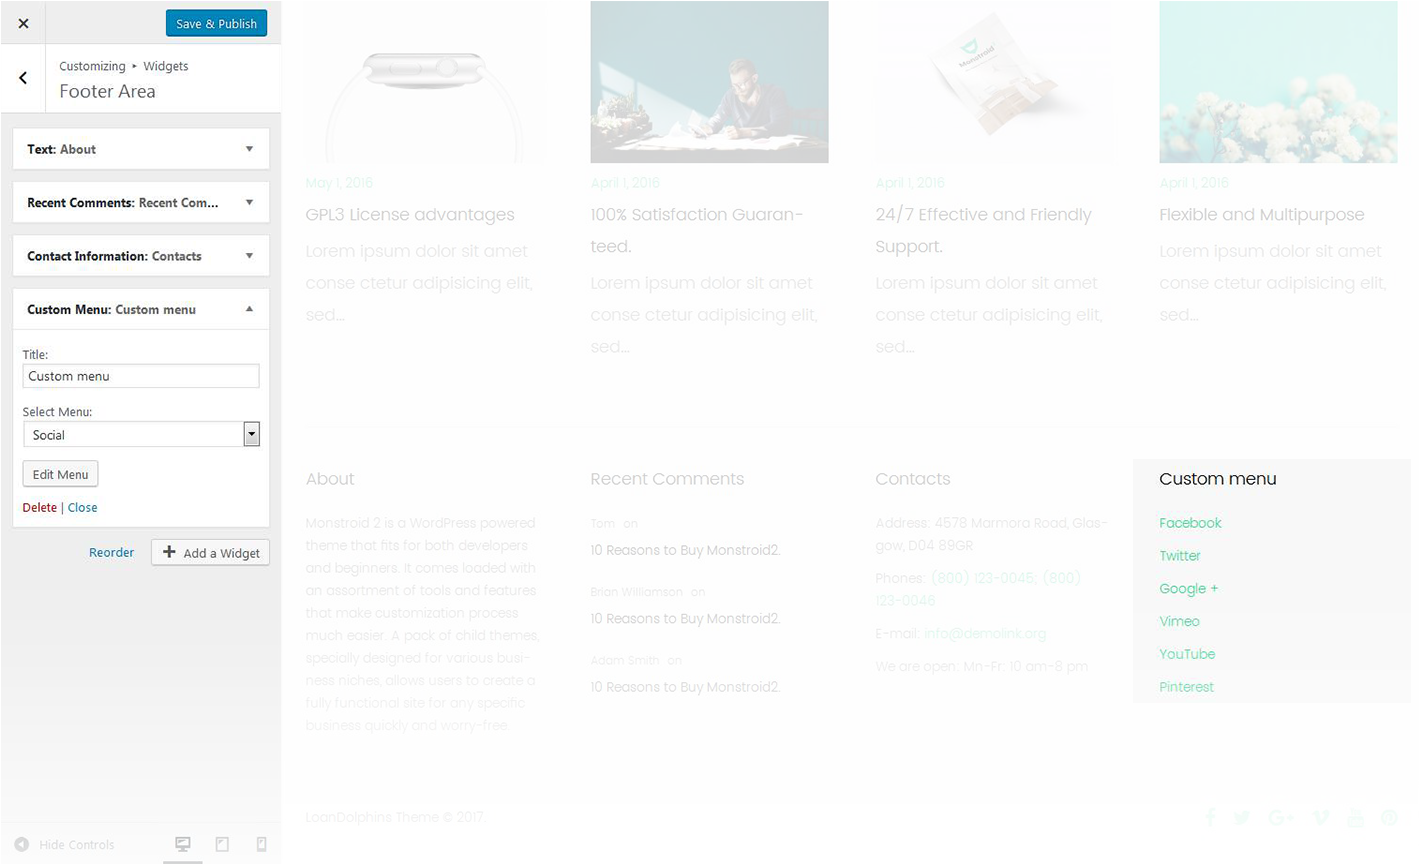 Save & Publish
Customizing ▸ Widgets
Footer Area
Text: About
Recent Comments: Recent Com...
Contact Information: Contacts
Custom Menu: Custom menu
Title:
Custom menu
Select Menu:
Social
Edit Menu
Delete | Close
Reorder
Add a Widget
Hide Controls
May 1, 2016
GPL3 License advantages
Lorem ipsum dolor sit amet
conse ctetur adipisicing elit,
sed...
April 1, 2016
100% Satisfaction Guaran-
teed.
Lorem ipsum dolor sit amet
conse ctetur adipisicing elit,
sed...
Monstroid
April 1, 2016
24/7 Effective and Friendly
Support.
Lorem ipsum dolor sit amet
conse ctetur adipisicing elit,
sed...
April 1, 2016
Flexible and Multipurpose
Lorem ipsum dolor sit amet
conse ctetur adipisicing elit,
sed...
About
Monstroid 2 is a WordPress powered
theme that fits for both developers
and beginners. It comes loaded with
an assortment of tools and features
that make customization process
much easier. A pack of child themes,
specially designed for various busi-
ness niches, allows users to create a
fully functional site for any specific
business quickly and worry-free.
Recent Comments
Tom on
10 Reasons to Buy Monstroid2.
Brian Williamson on
10 Reasons to Buy Monstroid2.
Adam Smith on
10 Reasons to Buy Monstroid2.
Contacts
Address: 4578 Marmora Road, Glas-
gow, D04 89GR
Phones: (800) 123-0045; (800)
123-0046
E-mail: info@demolink.org
We are open: Mn-Fr: 10 am-8 pm
Custom menu
Facebook
Twitter
Google +
Vimeo
YouTube
Pinterest
LoonDolphins Theme © 2017.